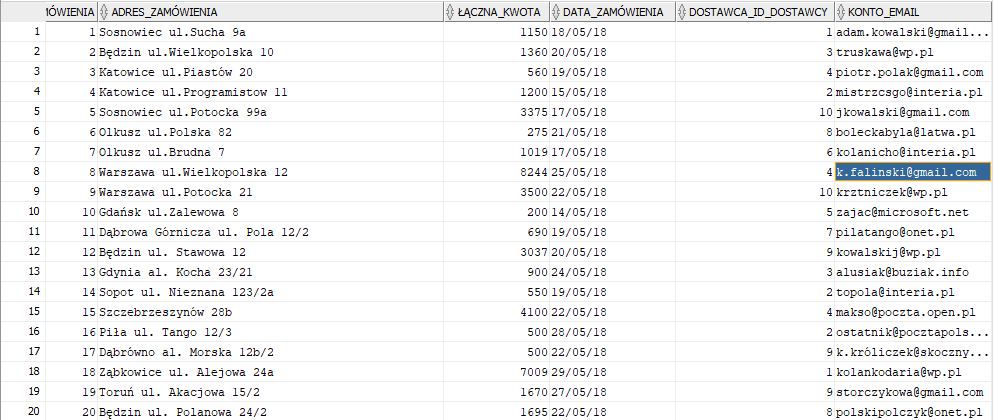 MÓWIENIA ADRES_ZAMÓWIENIA ŁĄCZNA_KWOTA DATA_ZAMÓWIENIA DOSTAWCA_ID_DOSTAWCY KONTO_EMAIL
1 1 Sosnowiec ul.Sucha 9a 1150 18/05/18 1 adam.kowalski@gmail...
2 2 Będzin ul.Wielkopolska 10 1360 20/05/18 3 truskawa@wp.pl
3 3 Katowice ul.Piastów 20 560 19/05/18 4 piotr.polak@gmail.com
4 4 Katowice ul.Programistow 11 1200 15/05/18 2 mistrzcsgo@interia.pl
5 5 Sosnowiec ul.Potocka 99a 3375 17/05/18 10 jkowalski@gmail.com
6 6 Olkusz ul.Polska 82 275 21/05/18 8 boleckabyla@latwa.pl
7 7 Olkusz ul.Brudna 7 1019 17/05/18 6 kolanicho@interia.pl
8 8 Warszawa ul.Wielkopolska 12 8244 25/05/18 4 k.falinski@gmail.com
9 9 Warszawa ul.Potocka 21 3500 22/05/18 10 krztniczek@wp.pl
10 10 Gdańsk ul.Zalewowa 8 200 14/05/18 5 zajac@microsoft.net
11 11 Dąbrowa Górnicza ul. Pola 12/2 690 19/05/18 7 pilatango@onet.pl
12 12 Będzin ul. Stawowa 12 3037 20/05/18 9 kowalskij@wp.pl
13 13 Gdynia al. Kocha 23/21 900 24/05/18 3 alusiak@buziak.info
14 14 Sopot ul. Nieznana 123/2a 550 19/05/18 2 topola@interia.pl
15 15 Szczebrzeszynów 28b 4100 22/05/18 4 makso@poczta.open.pl
16 16 Piła ul. Tango 12/3 500 28/05/18 2 ostatnik@pocztapols...
17 17 Dąbrówno al. Morska 12b/2 500 22/05/18 9 k.króliczek@skoczny...
18 18 Ząbkowice ul. Alejowa 24a 7009 29/05/18 1 kolankodaria@wp.pl
19 19 Toruń ul. Akacjowa 15/2 1670 27/05/18 9 storczykowa@gmail.com
20 20 Będzin ul. Polanowa 24/2 1695 22/05/18 8 polskipolczyk@onet.pl